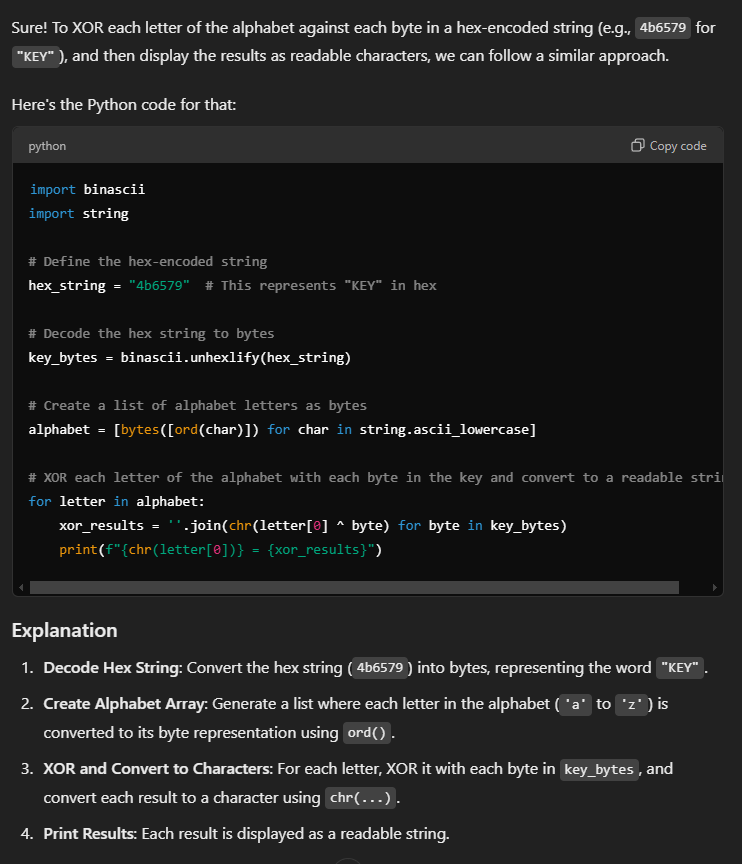 Sure! To XOR each letter of the alphabet against each byte in a hex-encoded string (e.g., 4b6579 for
"KEY"), and then display the results as readable characters, we can follow a similar approach.
Here's the Python code for that:
python
Copy code
import binascii
import string
# Define the hex-encoded string
hex_string = "4b6579"  # This represents "KEY" in hex
# Decode the hex string to bytes
key_bytes = binascii.unhexlify(hex_string)
# Create a list of alphabet letters as bytes
alphabet = [bytes([ord(char)]) for char in string.ascii_lowercase]
# XOR each letter of the alphabet with each byte in the key and convert to a readable stri
for letter in alphabet:
    xor_results = ''.join(chr(letter[0] ^ byte) for byte in key_bytes)
    print(f"{chr(letter[0])} = {xor_results}")
Explanation
1. Decode Hex String: Convert the hex string (4b6579) into bytes, representing the word "KEY".
2. Create Alphabet Array: Generate a list where each letter in the alphabet ('a' to 'z') is
converted to its byte representation using ord().
3. XOR and Convert to Characters: For each letter, XOR it with each byte in key_bytes, and
convert each result to a character using chr(...).
4. Print Results: Each result is displayed as a readable string.